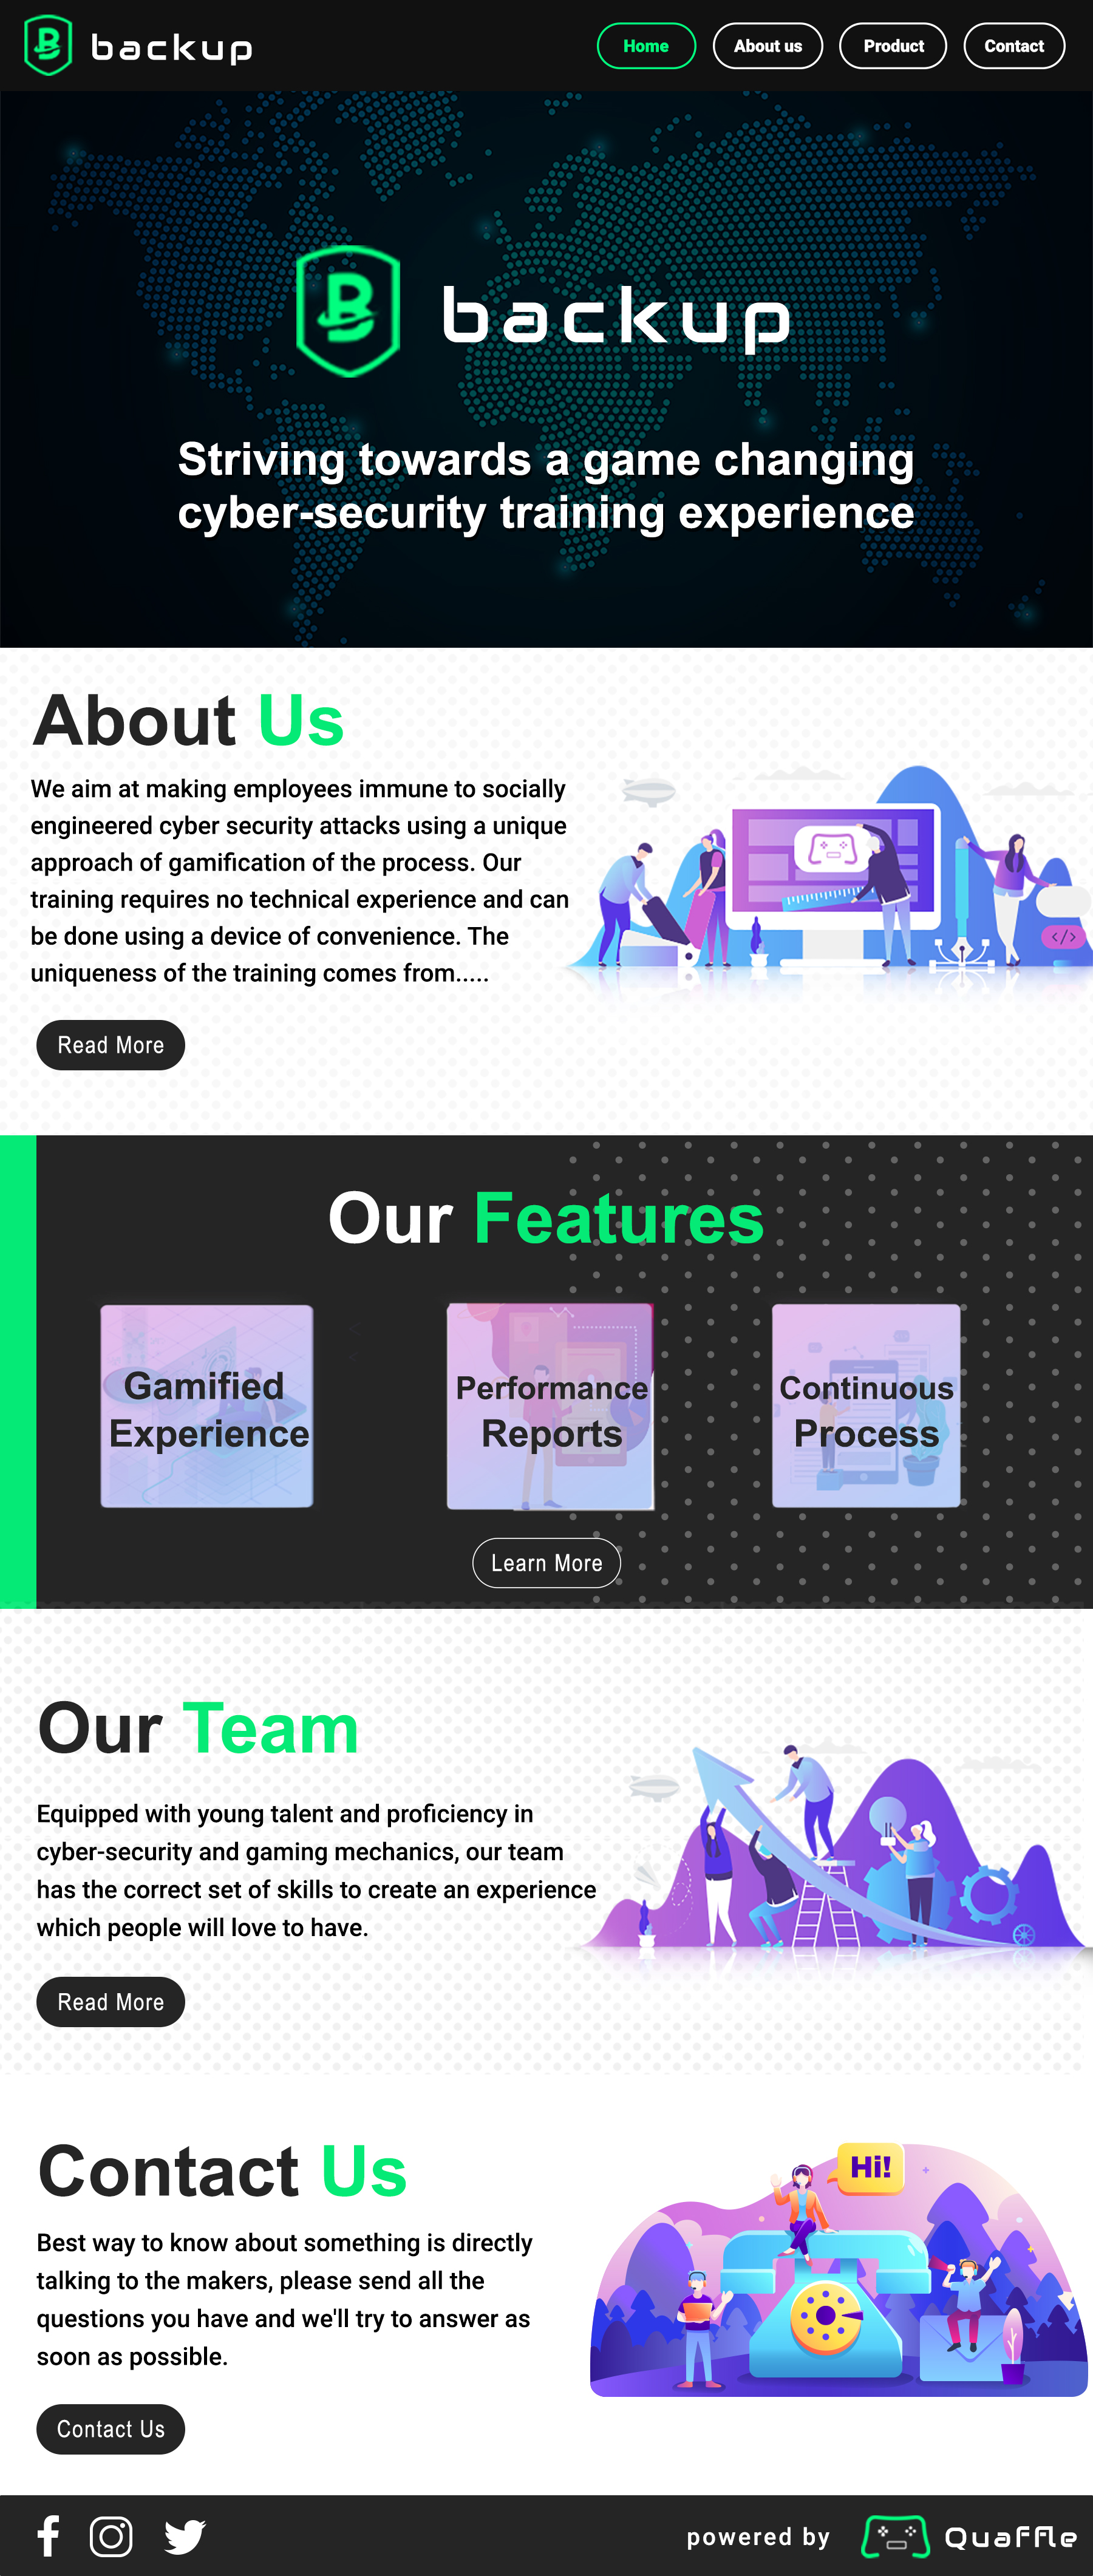 backup
Home
About us
Product
Contact
backup
Striving towards a game changing
cyber-security training experience
About Us
We aim at making employees immune to socially
engineered cyber security attacks using a unique
approach of gamification of the process. Our
training requires no technical experience and can
be done using a device of convenience. The
uniqueness of the training comes from.....
</>
Read More
Our Features
Gamified
Experience
Performance
Reports
Continuous
Process
Learn More
Our Team
Equipped with young talent and proficiency in
cyber-security and gaming mechanics, our team
has the correct set of skills to create an experience
which people will love to have.
Read More
Contact Us
Hi!
Best way to know about something is directly
talking to the makers, please send all the
questions you have and we'll try to answer as
soon as possible.
Contact Us
powered by
Quaffle